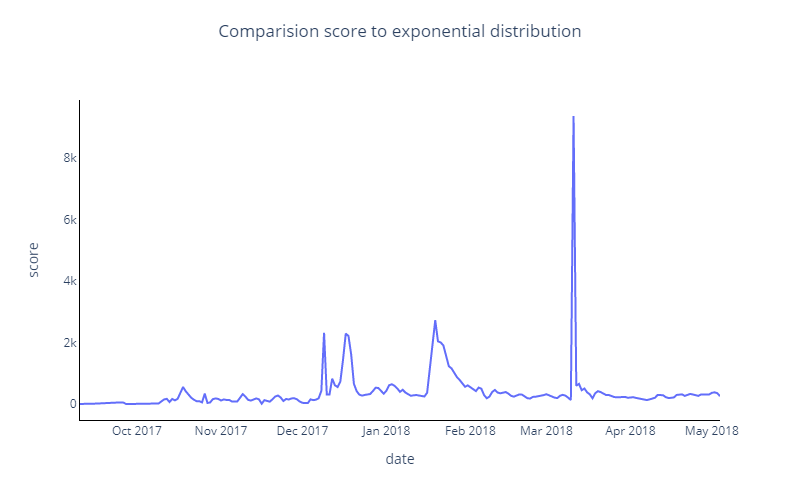 Comparision score to exponential distribution
8k
6k
4k
2k
0
score
Oct 2017 Nov 2017 Dec 2017 Jan 2018 Feb 2018 Mar 2018 Apr 2018 May 2018
date